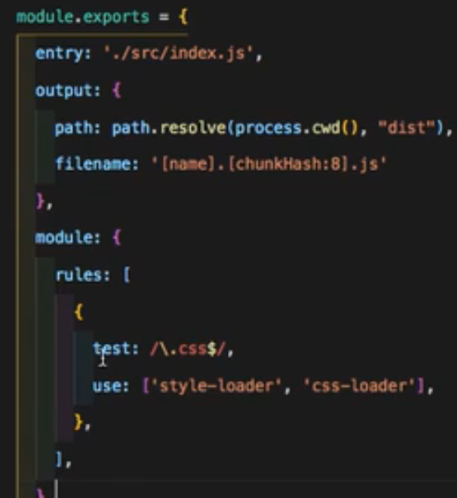 module.exports = {
entry: './src/index.js',
output: {
path: path.resolve(process.cwd(), "dist"),
filename: '[name].[chunkHash:8].js'
},
module: {
rules: [
{
test: /\.css$/,
use: ['style-loader', 'css-loader'],
},
],
}